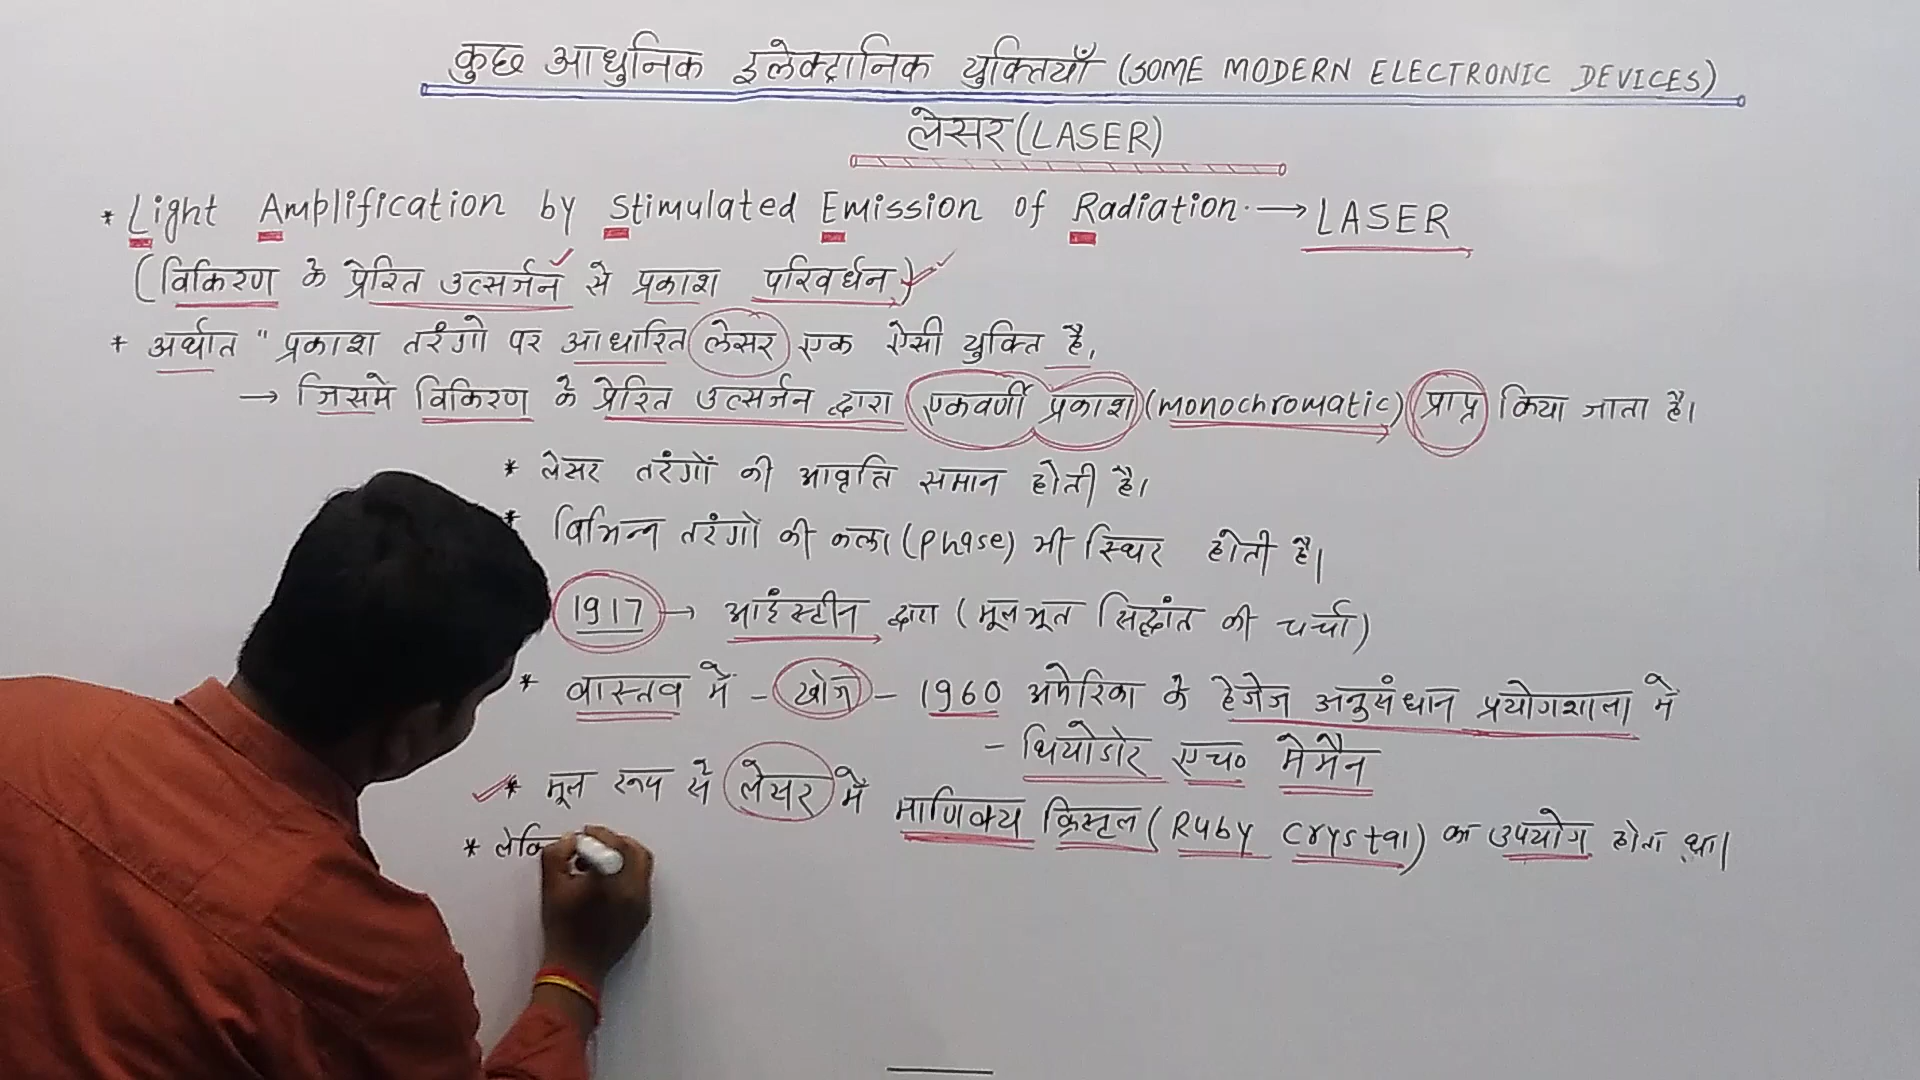 कुछ आधुनिक इलेक्ट्रानिक युक्तियाँ (SOME MODERN ELECTRONIC DEVICES)
लेसर (LASER)
* Light Amplification by Stimulated Emission of Radiation. → LASER
(विकिरण के प्रेरित उत्सर्जन से प्रकाश परिवर्धन)
* अर्थात " प्रकाश तरंगो पर आधारित लेसर एक ऐसी युक्ति है,
→ जिसमे विकिरण के प्रेरित उत्सर्जन द्वारा एकवर्णी प्रकाश (monochromatic) प्राप्त किया जाता है।
* लेसर तरंगों की आवृत्ति समान होती है।
* विभिन्न तरंगो की कला (Phase) भी स्थिर होती है।
1917 → आइंस्टीन द्वारा (मूलभूत सिद्धांत की चर्चा)
* वास्तव में - खोज - 1960 अमेरिका के हेजेज अनुसंधान प्रयोगशाला में
- थियोडोर एच० मेमैन
* मूल रूप से लेसर में माणिक्य क्रिस्टल (Ruby Crystal) का उपयोग होता था।
* लेकि